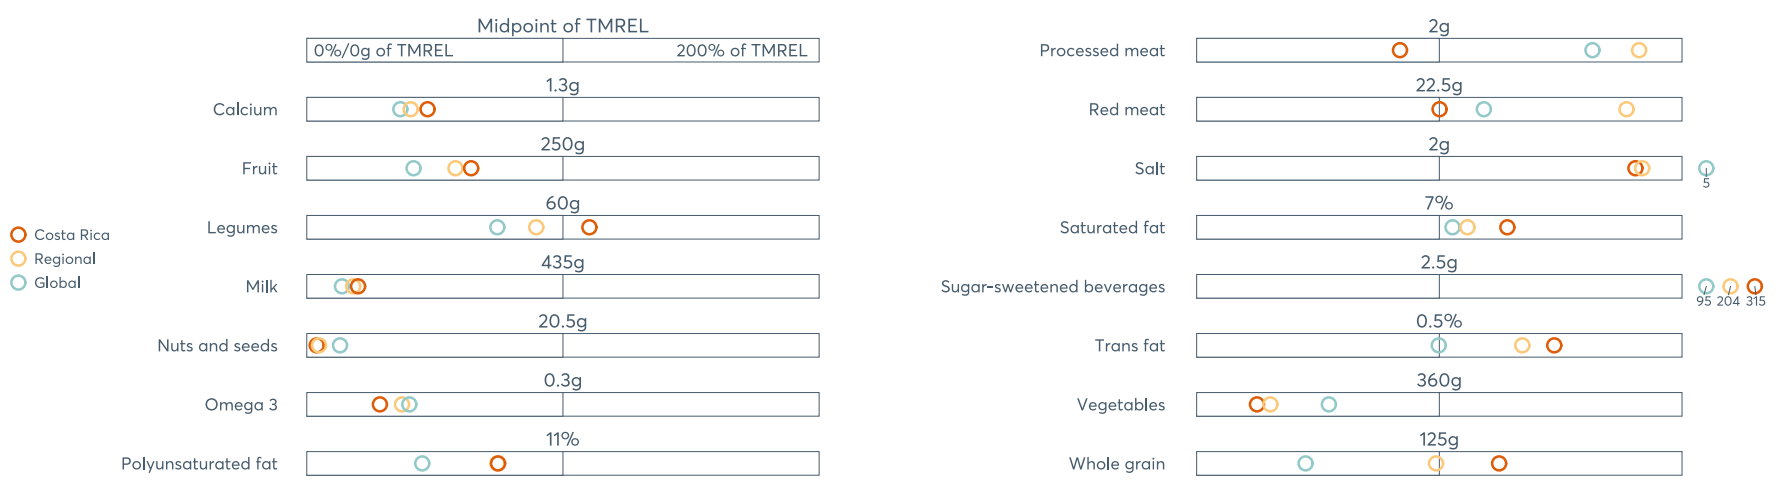 Midpoint of TMREL
0%/0g of TMREL 200% of TMREL
1.3g
Calcium
250g
Fruit
60g
Legumes
435g
Milk
20.5g
Nuts and seeds
0.3g
Omega 3
11%
Polyunsaturated fat
Costa Rica
Regional
Global
2g
Processed meat
22.5g
Red meat
2g
Salt
5
7%
Saturated fat
2.5g
Sugar-sweetened beverages
95 204 315
0.5%
Trans fat
360g
Vegetables
125g
Whole grain